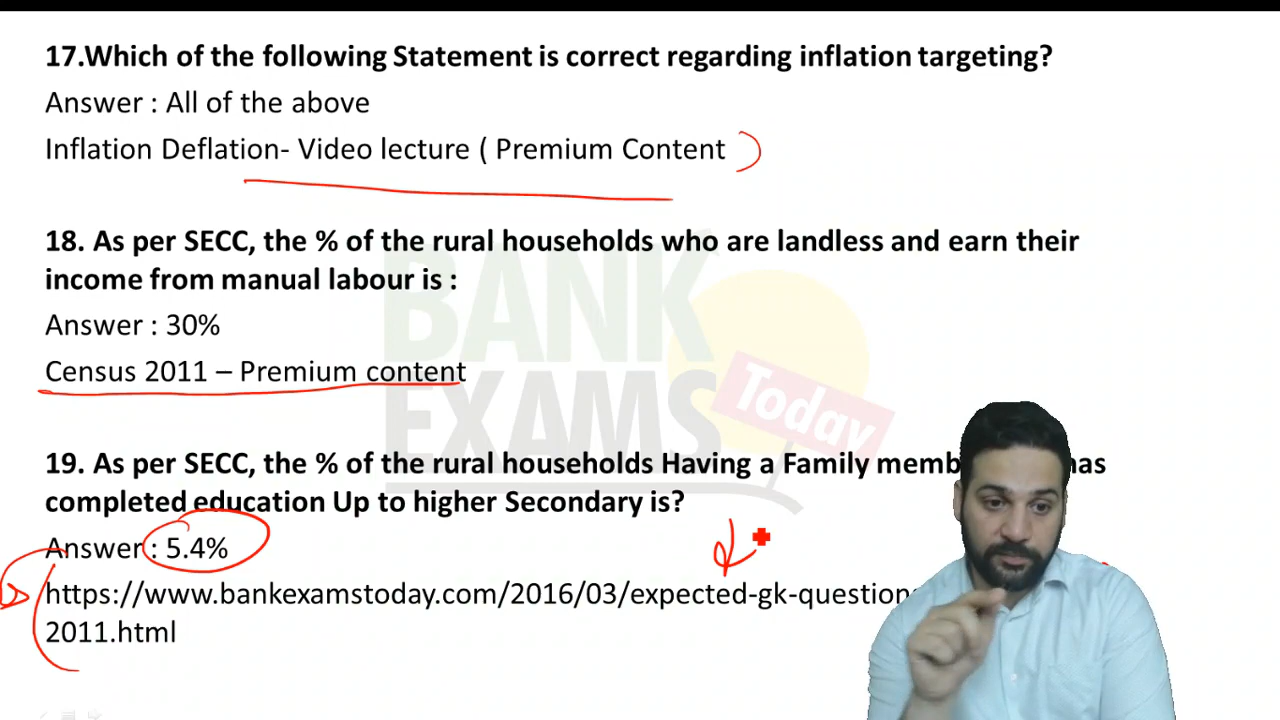 17.Which of the following Statement is correct regarding inflation targeting?
Answer : All of the above
Inflation Deflation- Video lecture ( Premium Content )
18. As per SECC, the % of the rural households who are landless and earn their
income from manual labour is :
Answer : 30%
Census 2011 – Premium content
BANK
EXAMS
Today
19. As per SECC, the % of the rural households Having a Family has
completed education Up to higher Secondary is?
Answer : 5.4%
https://www.bankexamstoday.com/2016/03/expected-gk-question
2011.html